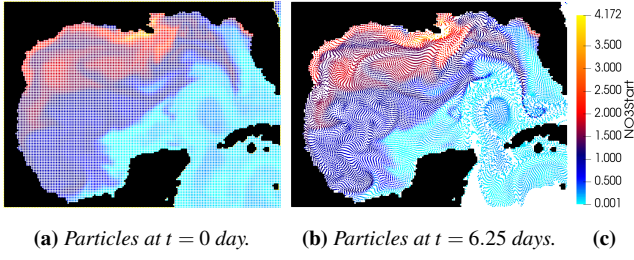 4.172
3.500
3.000
2.500
2.000
1.500
1.000
0.500
0.001
NO3Start
(a) Particles at t = 0 day.
(b) Particles at t = 6.25 days.
(c)